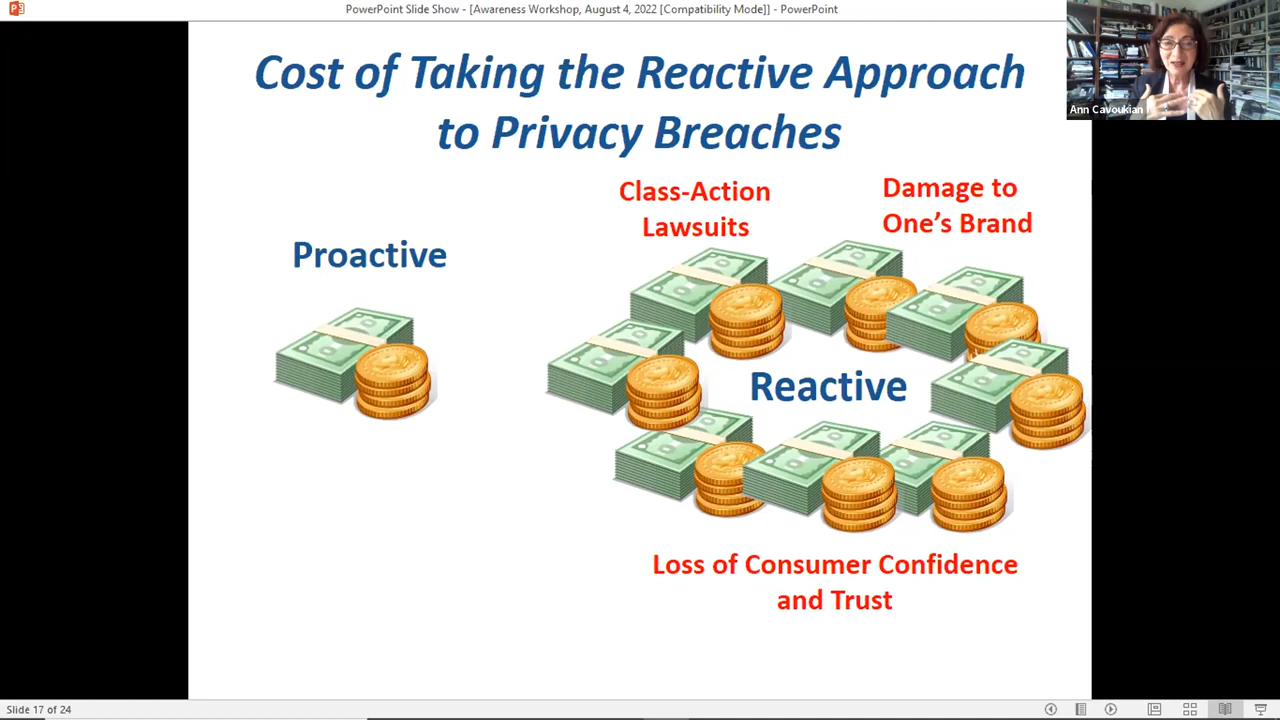 PowerPoint Slide Show - [Awareness Workshop, August 4, 2022 [Compatibility Mode]] - PowerPoint
Cost of Taking the Reactive Approach
to Privacy Breaches
Ann Cavoukian
Class-Action
Lawsuits
Damage to
One’s Brand
Proactive
Reactive
Loss of Consumer Confidence
and Trust
Slide 17 of 24